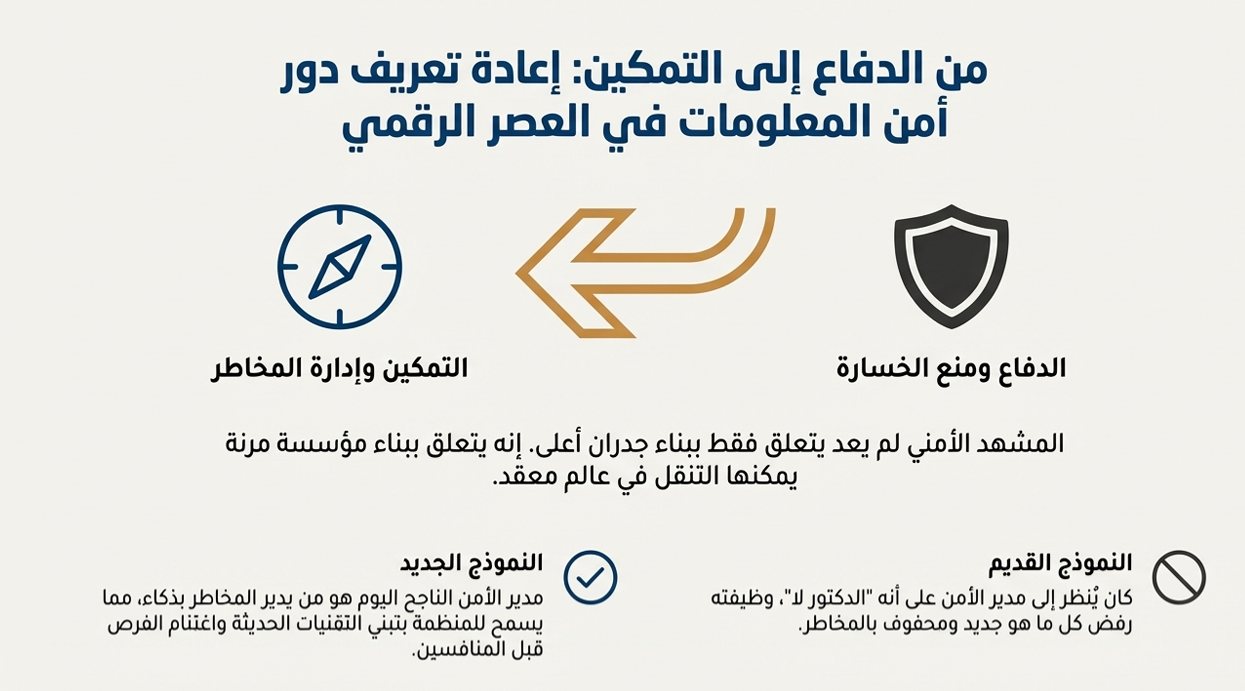 من الدفاع إلى التمكين: إعادة تعريف دور
أمن المعلومات في العصر الرقمي
الدفاع ومنع الخسارة
التمكين وإدارة المخاطر
المشهد الأمني لم يعد يتعلق فقط ببناء جدران أعلى. إنه يتعلق ببناء مؤسسة مرنة
يمكنها التنقل في عالم معقد.
النموذج القديم
كان يُنظر إلى مدير الأمن على أنه "الدكتور لا"، وظيفته
رفض كل ما هو جديد ومحفوف بالمخاطر.
النموذج الجديد
مدير الأمن الناجح اليوم هو من يدير المخاطر بذكاء، مما
يسمح للمنظمة بتبني التقنيات الحديثة واغتنام الفرص
قبل المنافسين.